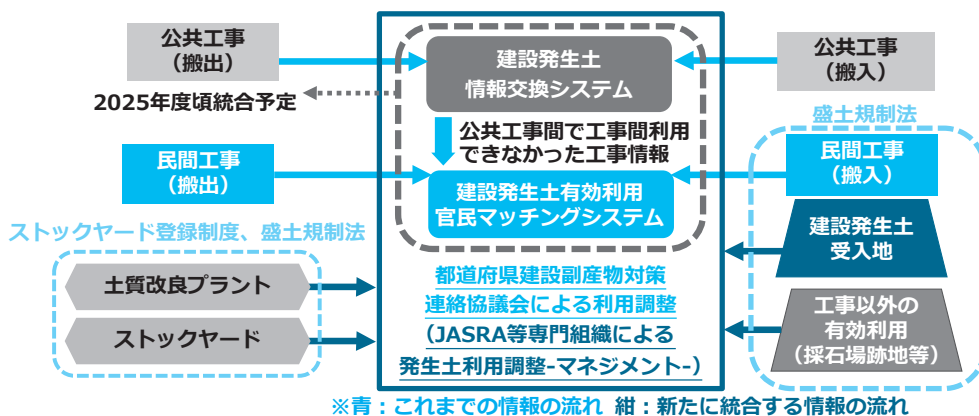 公共工事
（搬出）
2025年度頃統合予定
民間工事
（搬出）
ストックヤード登録制度、盛土規制法
土質改良プラント
ストックヤード
建設発生土
情報交換システム
公共工事間で工事間利用
できなかった工事情報
建設発生土有効利用
官民マッチングシステム
都道府県建設副産物対策
連絡協議会による利用調整
（JASRA等専門組織による
発生土利用調整-マネジメント-）
公共工事
（搬入）
盛土規制法
民間工事
（搬入）
建設発生土
受入地
工事以外の
有効利用
（採石場跡地等）
※青：これまでの情報の流れ 紺：新たに統合する情報の流れ